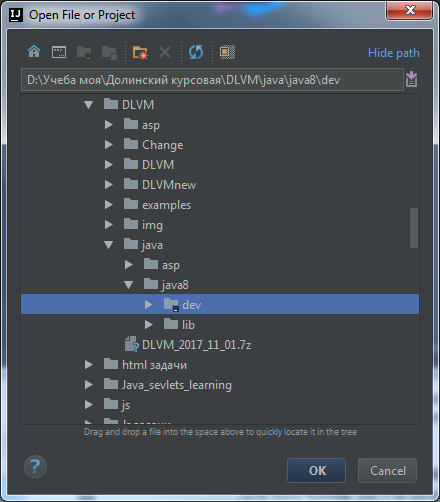 IJ Open File or Project
Hide path
D:\Учеба моя\Долинский курсовая\DLVM\java\java8\dev
DLVM
asp
Change
DLVM
DLVMnew
examples
img
java
asp
java8
dev
lib
DLVM_2017_11_01.7z
html задачи
Java_sevlets_learning
js
Drag and drop a file into the space above to quickly locate it in the tree
?
OK
Cancel